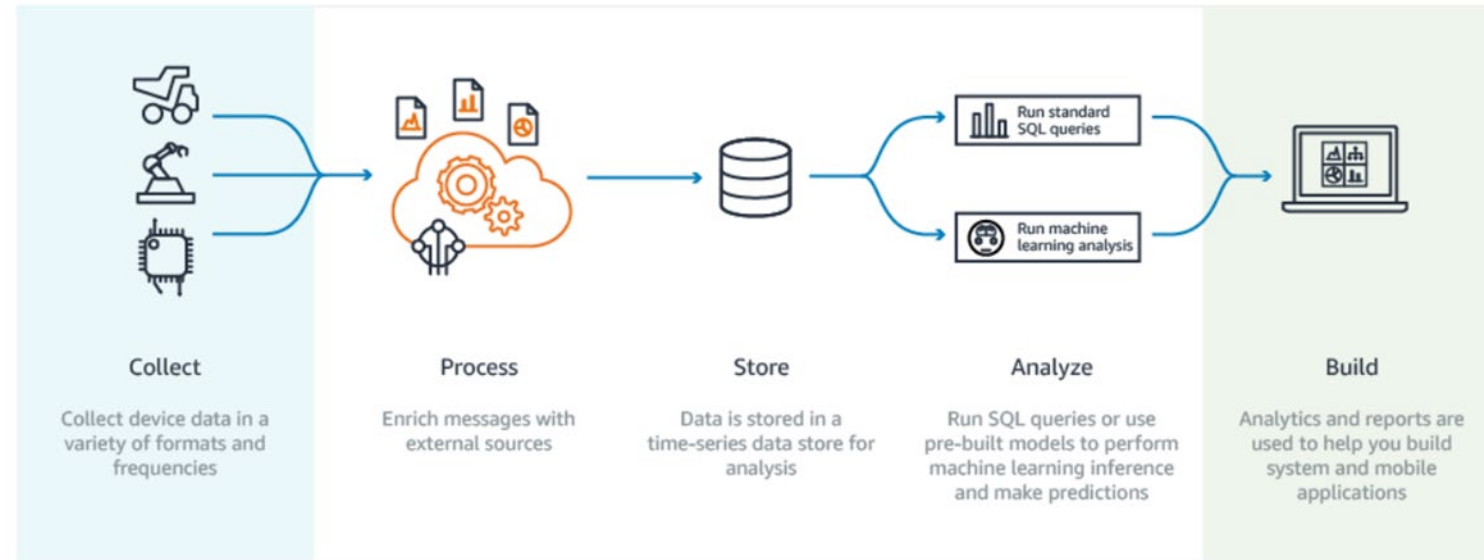 Run standard
SQL queries
Run machine
learning analysis
Collect
Collect device data in a
variety of formats and
frequencies
Process
Enrich messages with
external sources
Store
Data is stored in a
time-series data store for
analysis
Analyze
Run SQL queries or use
pre-built models to perform
machine learning inference
and make predictions
Build
Analytics and reports are
used to help you build
system and mobile
applications